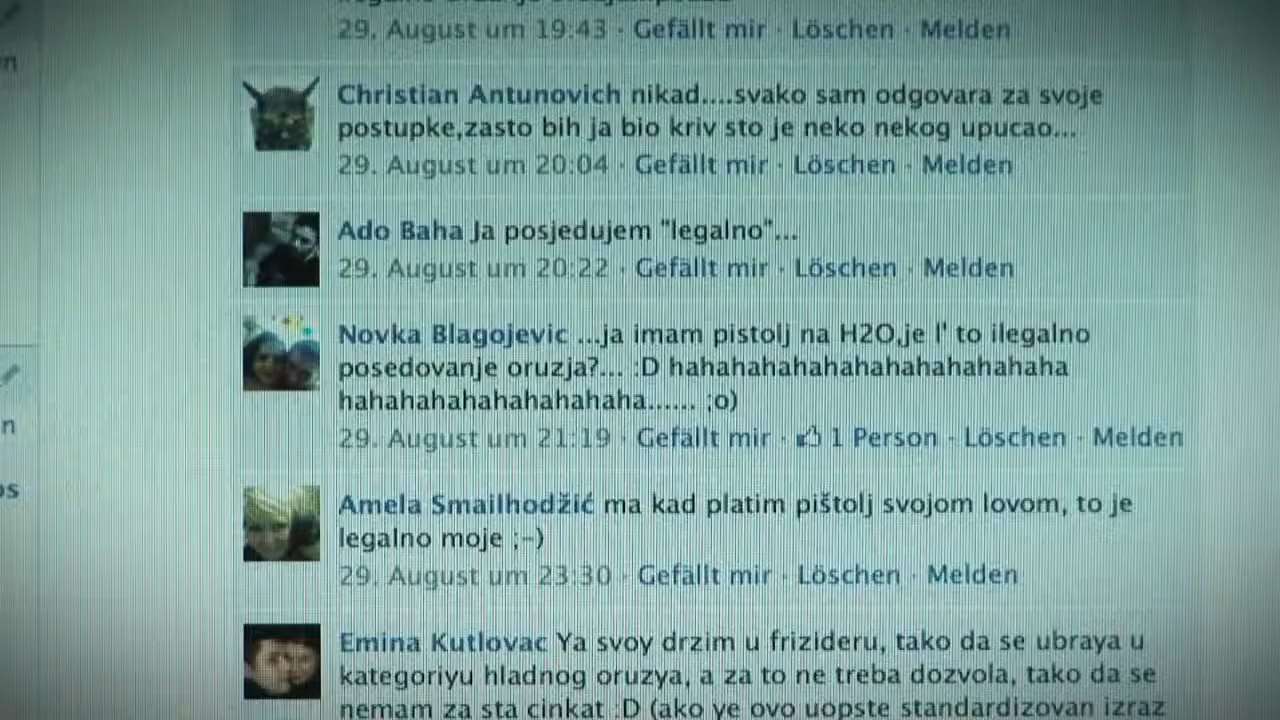 29. August um 19:43 · Gefällt mir · Löschen · Melden
Christian Antunovich nikad....svako sam odgovara za svoje
postupke,zasto bih ja bio kriv sto je neko nekog upucao...
29. August um 20:04 · Gefällt mir · Löschen · Melden
Ado Baha Ja posjedujem "legalno"...
29. August um 20:22 · Gefällt mir · Löschen · Melden
Novka Blagojevic ...ja imam pistolj na H2O,je l' to ilegalno
posedovanje oruzja?... :D hahahahahahahahahahahahaha
hahahahahahahahahaha...... ;o)
29. August um 21:19 · Gefällt mir · 1 Person · Löschen · Melden
Amela Smailhodžić ma kad platim pištolj svojom lovom, to je
legalno moje ;-)
29. August um 23:30 · Gefällt mir · Löschen · Melden
Emina Kutlovac Ya svoy drzim u frizideru, tako da se ubraya u
kategoriyu hladnog oruzya, a za to ne treba dozvola, tako da se
nemam za sta cinkat :D (ako ye ovo uopste standardizovan izraz